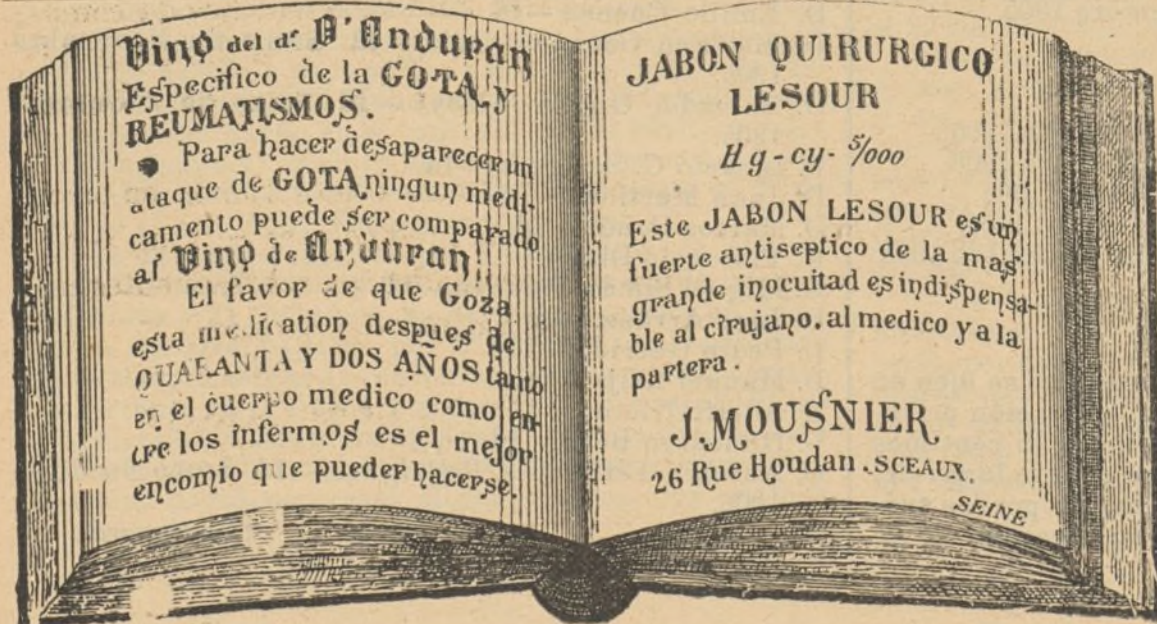 Vino del dr. D'Anduran
Especifico de la GOTA y
REUMATISMOS.
Para hacer desaparecer un
ataque de GOTA, ningun medi-
camento puede ser comparado
al Vino de Anduran!
El favor de que Goza
esta medication despues de
QUARANTA Y DOS AÑOS tanto
en el cuerpo medico como en-
tre los infermos es el mejor
encomio que pueder hacerse.
JABON QUIRURGICO
LESOUR
Hg-cy- 5/000
Este JABON LESOUR es un
fuerte antiseptico de la mas
grande inocuitad es indispensa-
ble al cirujano, al medico y a la
partera.
J. MOUSNIER
26 Rue Houdan. SCEAUX.
SEINE